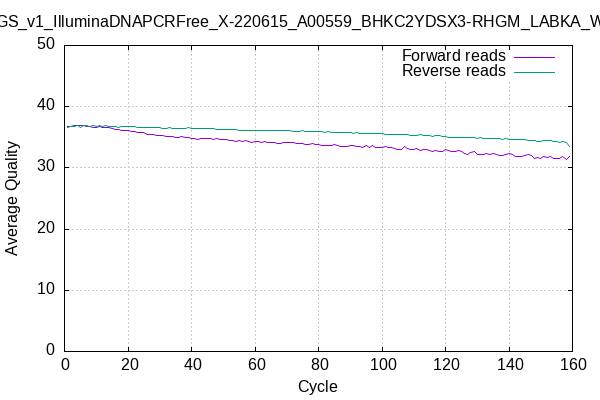 GS_v1_IlluminaDNAPCRFree_X-220615_A00559_BHKC2YDSX3-RHGM_LABKA_W
Forward reads
Reverse reads
50
40
30
20
10
0
Average Quality
0 20 40 60 80 100 120 140 160
Cycle